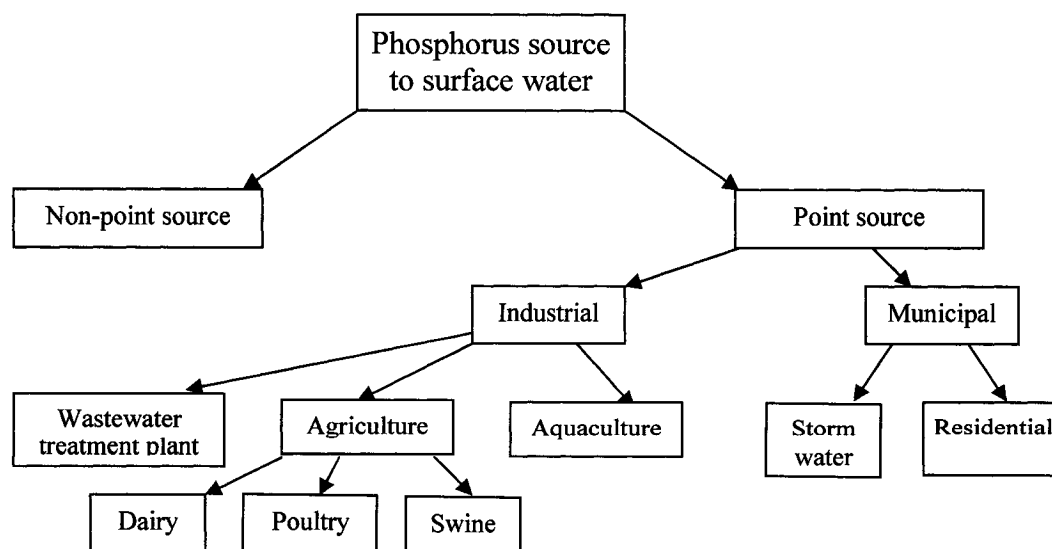 Phosphorus source
to surface water
Non-point source
Point source
Industrial
Municipal
Wastewater
treatment plant
Agriculture
Aquaculture
Storm
water
Residential
Dairy
Poultry
Swine